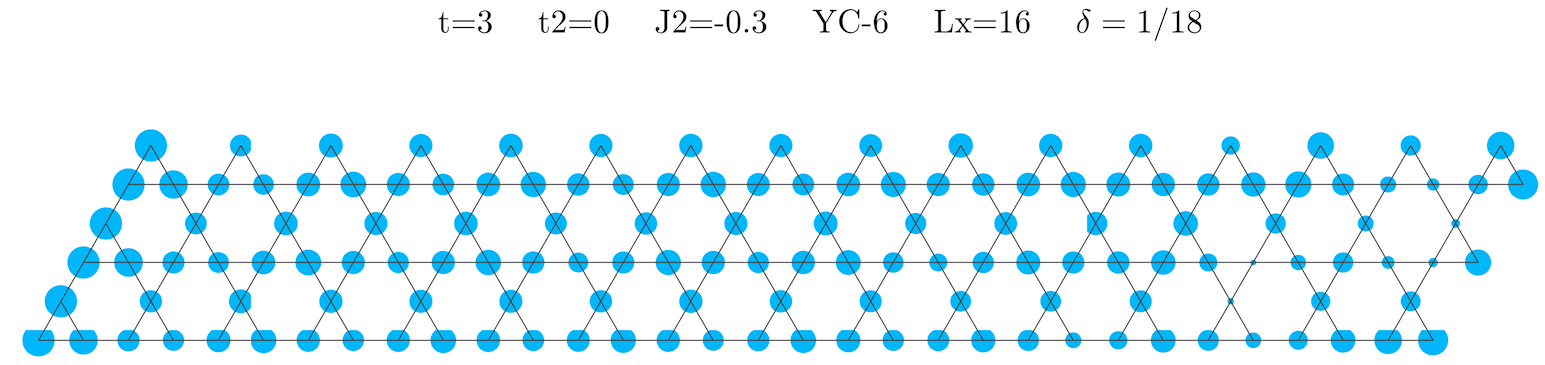 t=3 t2=0 J2=-0.3 YC-6 Lx=16 δ = 1/18